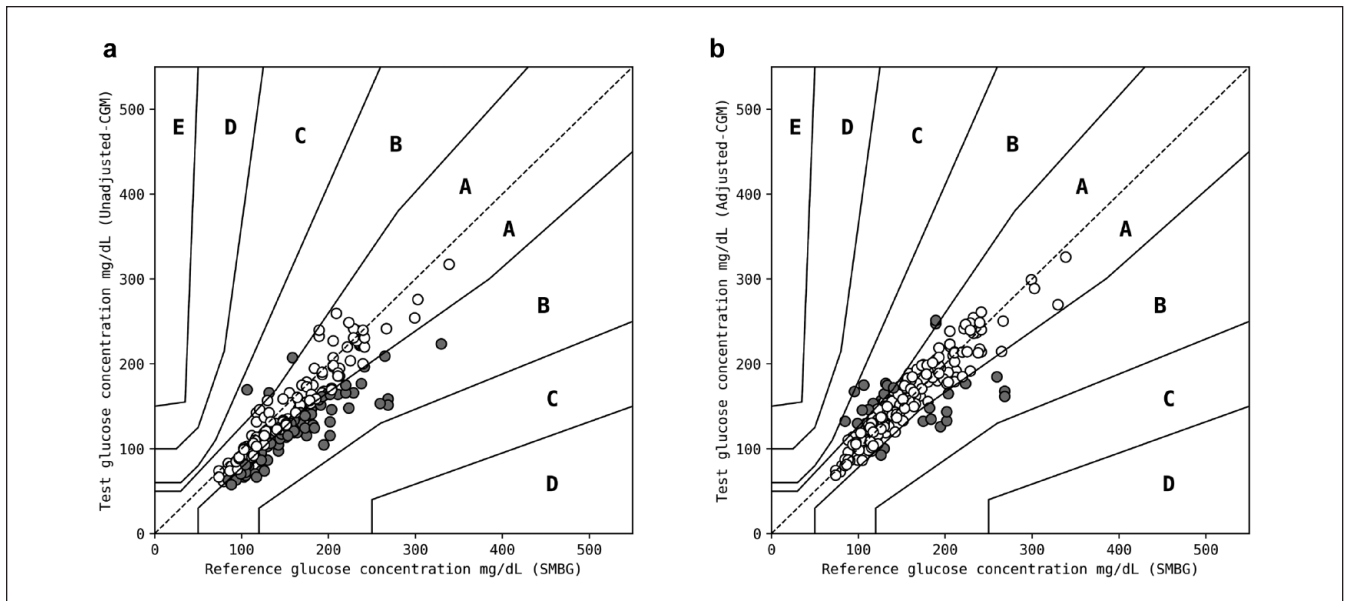 a
Test glucose concentration mg/dL (Unadjusted-CGM)
500
400
300
200
100
0
E
D
C
B
A
A
B
C
D
0 100 200 300 400 500
Reference glucose concentration mg/dL (SMBG)
b
Test glucose concentration mg/dL (Adjusted-CGM)
500
400
300
200
100
0
E
D
C
B
A
A
B
C
D
0 100 200 300 400 500
Reference glucose concentration mg/dL (SMBG)